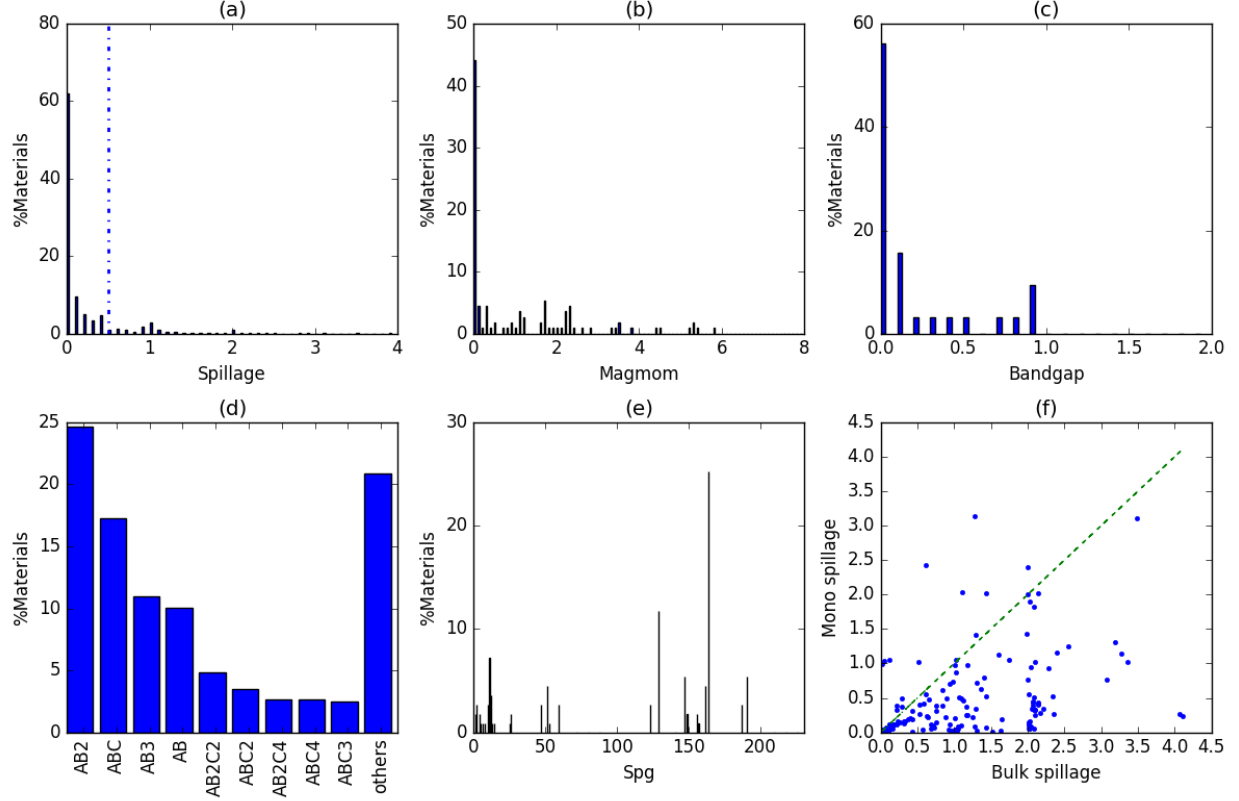 (a)
80
60
40
20
0
%Materials
0 1 2 3 4
Spillage
(b)
50
40
30
20
10
0
%Materials
0 2 4 6 8
Magmom
(c)
60
40
20
0
%Materials
0.0 0.5 1.0 1.5 2.0
Bandgap
(d)
25
20
15
10
5
0
%Materials
AB2 ABC AB3 AB AB2C2 ABC2 AB2C4 ABC4 ABC3 others
(e)
30
20
10
0
%Materials
0 50 100 150 200
Spg
(f)
4.5
4.0
3.5
3.0
2.5
2.0
1.5
1.0
0.5
0.0
Mono spillage
0.0 0.5 1.0 1.5 2.0 2.5 3.0 3.5 4.0 4.5
Bulk spillage